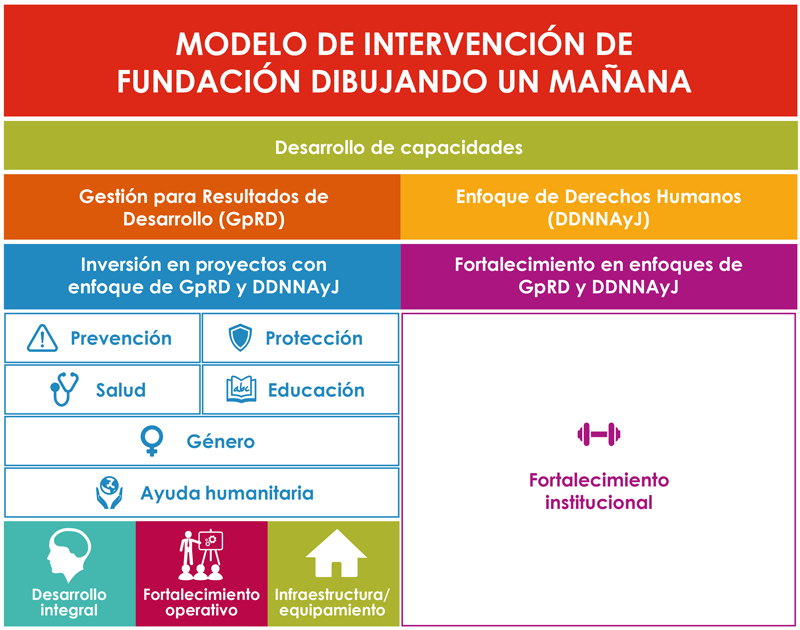 MODELO DE INTERVENCIÓN DE
FUNDACIÓN DIBUJANDO UN MAÑANA
Desarrollo de capacidades
Gestión para Resultados de
Desarrollo (GpRD)
Enfoque de Derechos Humanos
(DDNNAyJ)
Inversión en proyectos con
enfoque de GpRD y DDNNAyJ
Fortalecimiento en enfoques de
GpRD y DDNNAyJ
Prevención
Protección
Salud
abc
Educación
Género
Ayuda humanitaria
Fortalecimiento
institucional
Desarrollo
integral
Fortalecimiento
operativo
Infraestructura/
equipamiento